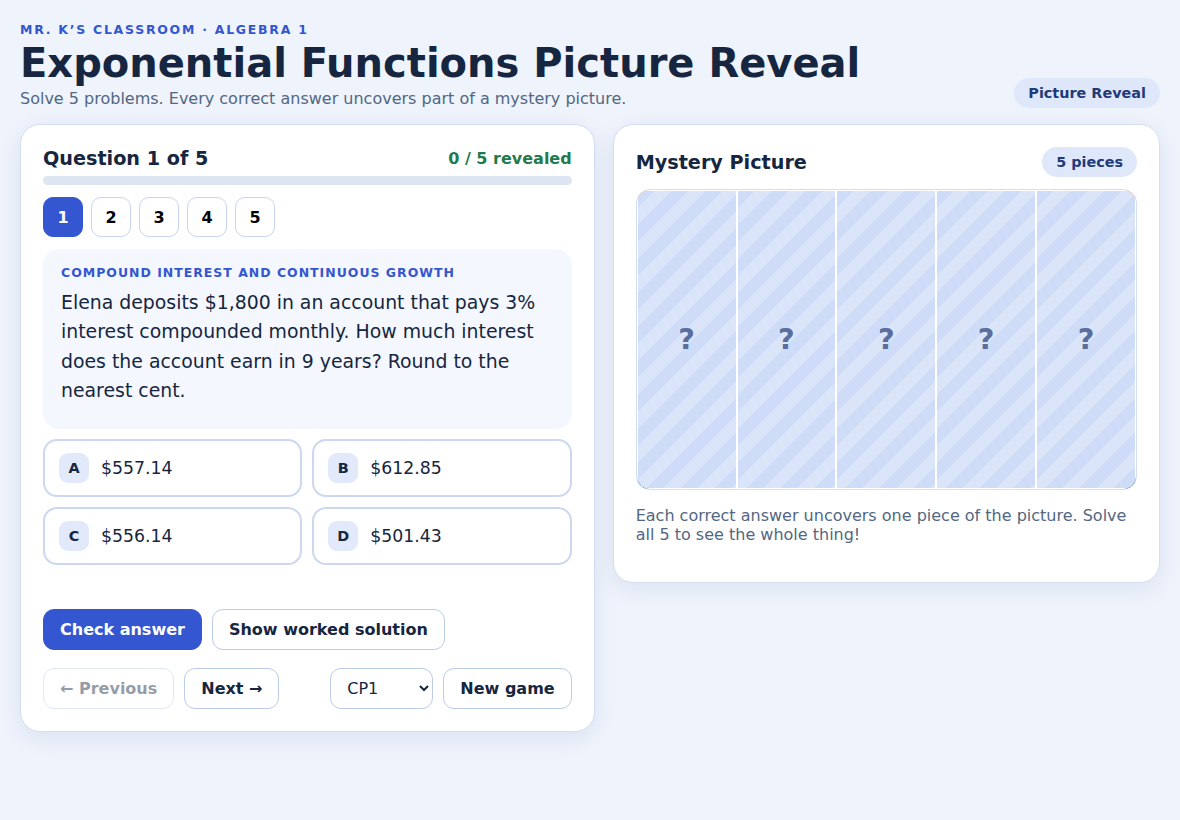 MR. K’S CLASSROOM · ALGEBRA 1
Exponential Functions Picture Reveal
Solve 5 problems. Every correct answer uncovers part of a mystery picture.
Picture Reveal
Question 1 of 5
0 / 5 revealed
1 2 3 4 5
COMPOUND INTEREST AND CONTINUOUS GROWTH
Elena deposits $1,800 in an account that pays 3%
interest compounded monthly. How much interest
does the account earn in 9 years? Round to the
nearest cent.
A $557.14
B $612.85
C $556.14
D $501.43
Check answer
Show worked solution
← Previous
Next →
CP1
New game
Mystery Picture
5 pieces
? ? ? ? ?
Each correct answer uncovers one piece of the picture. Solve
all 5 to see the whole thing!